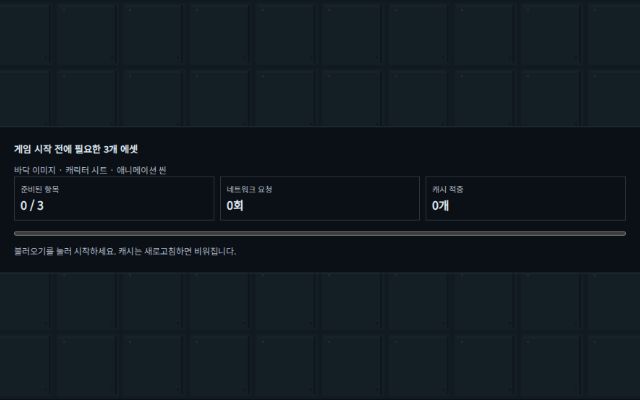 게임 시작 전에 필요한 3개 에셋
바닥 이미지 · 캐릭터 시트 · 애니메이션 씬
준비된 항목
0 / 3
네트워크 요청
0회
캐시 적중
0개
불러오기를 눌러 시작하세요. 캐시는 새로고침하면 비워집니다.